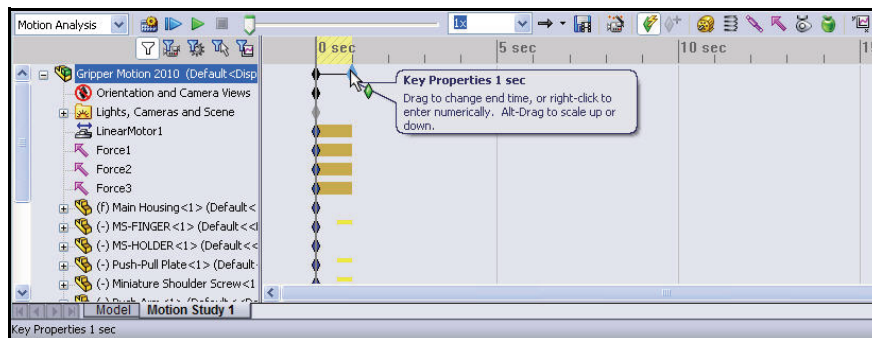 Motion Analysis
1x
0 sec
5 sec
10 sec
Gripper Motion 2010 (Default<Disp
Key Properties 1 sec
Drag to change end time, or right-click to
enter numerically. Alt-Drag to scale up or
down.
Orientation and Camera Views
Lights, Cameras and Scene
LinearMotor1
Force1
Force2
Force3
(f) Main Housing<1> (Default<
(-) MS-FINGER<1> (Default<<
(-) MS-HOLDER<1> (Default<<
(-) Push-Pull Plate<1> (Default
(-) Miniature Shoulder Screw<1
Model
Motion Study 1
Key Properties 1 sec